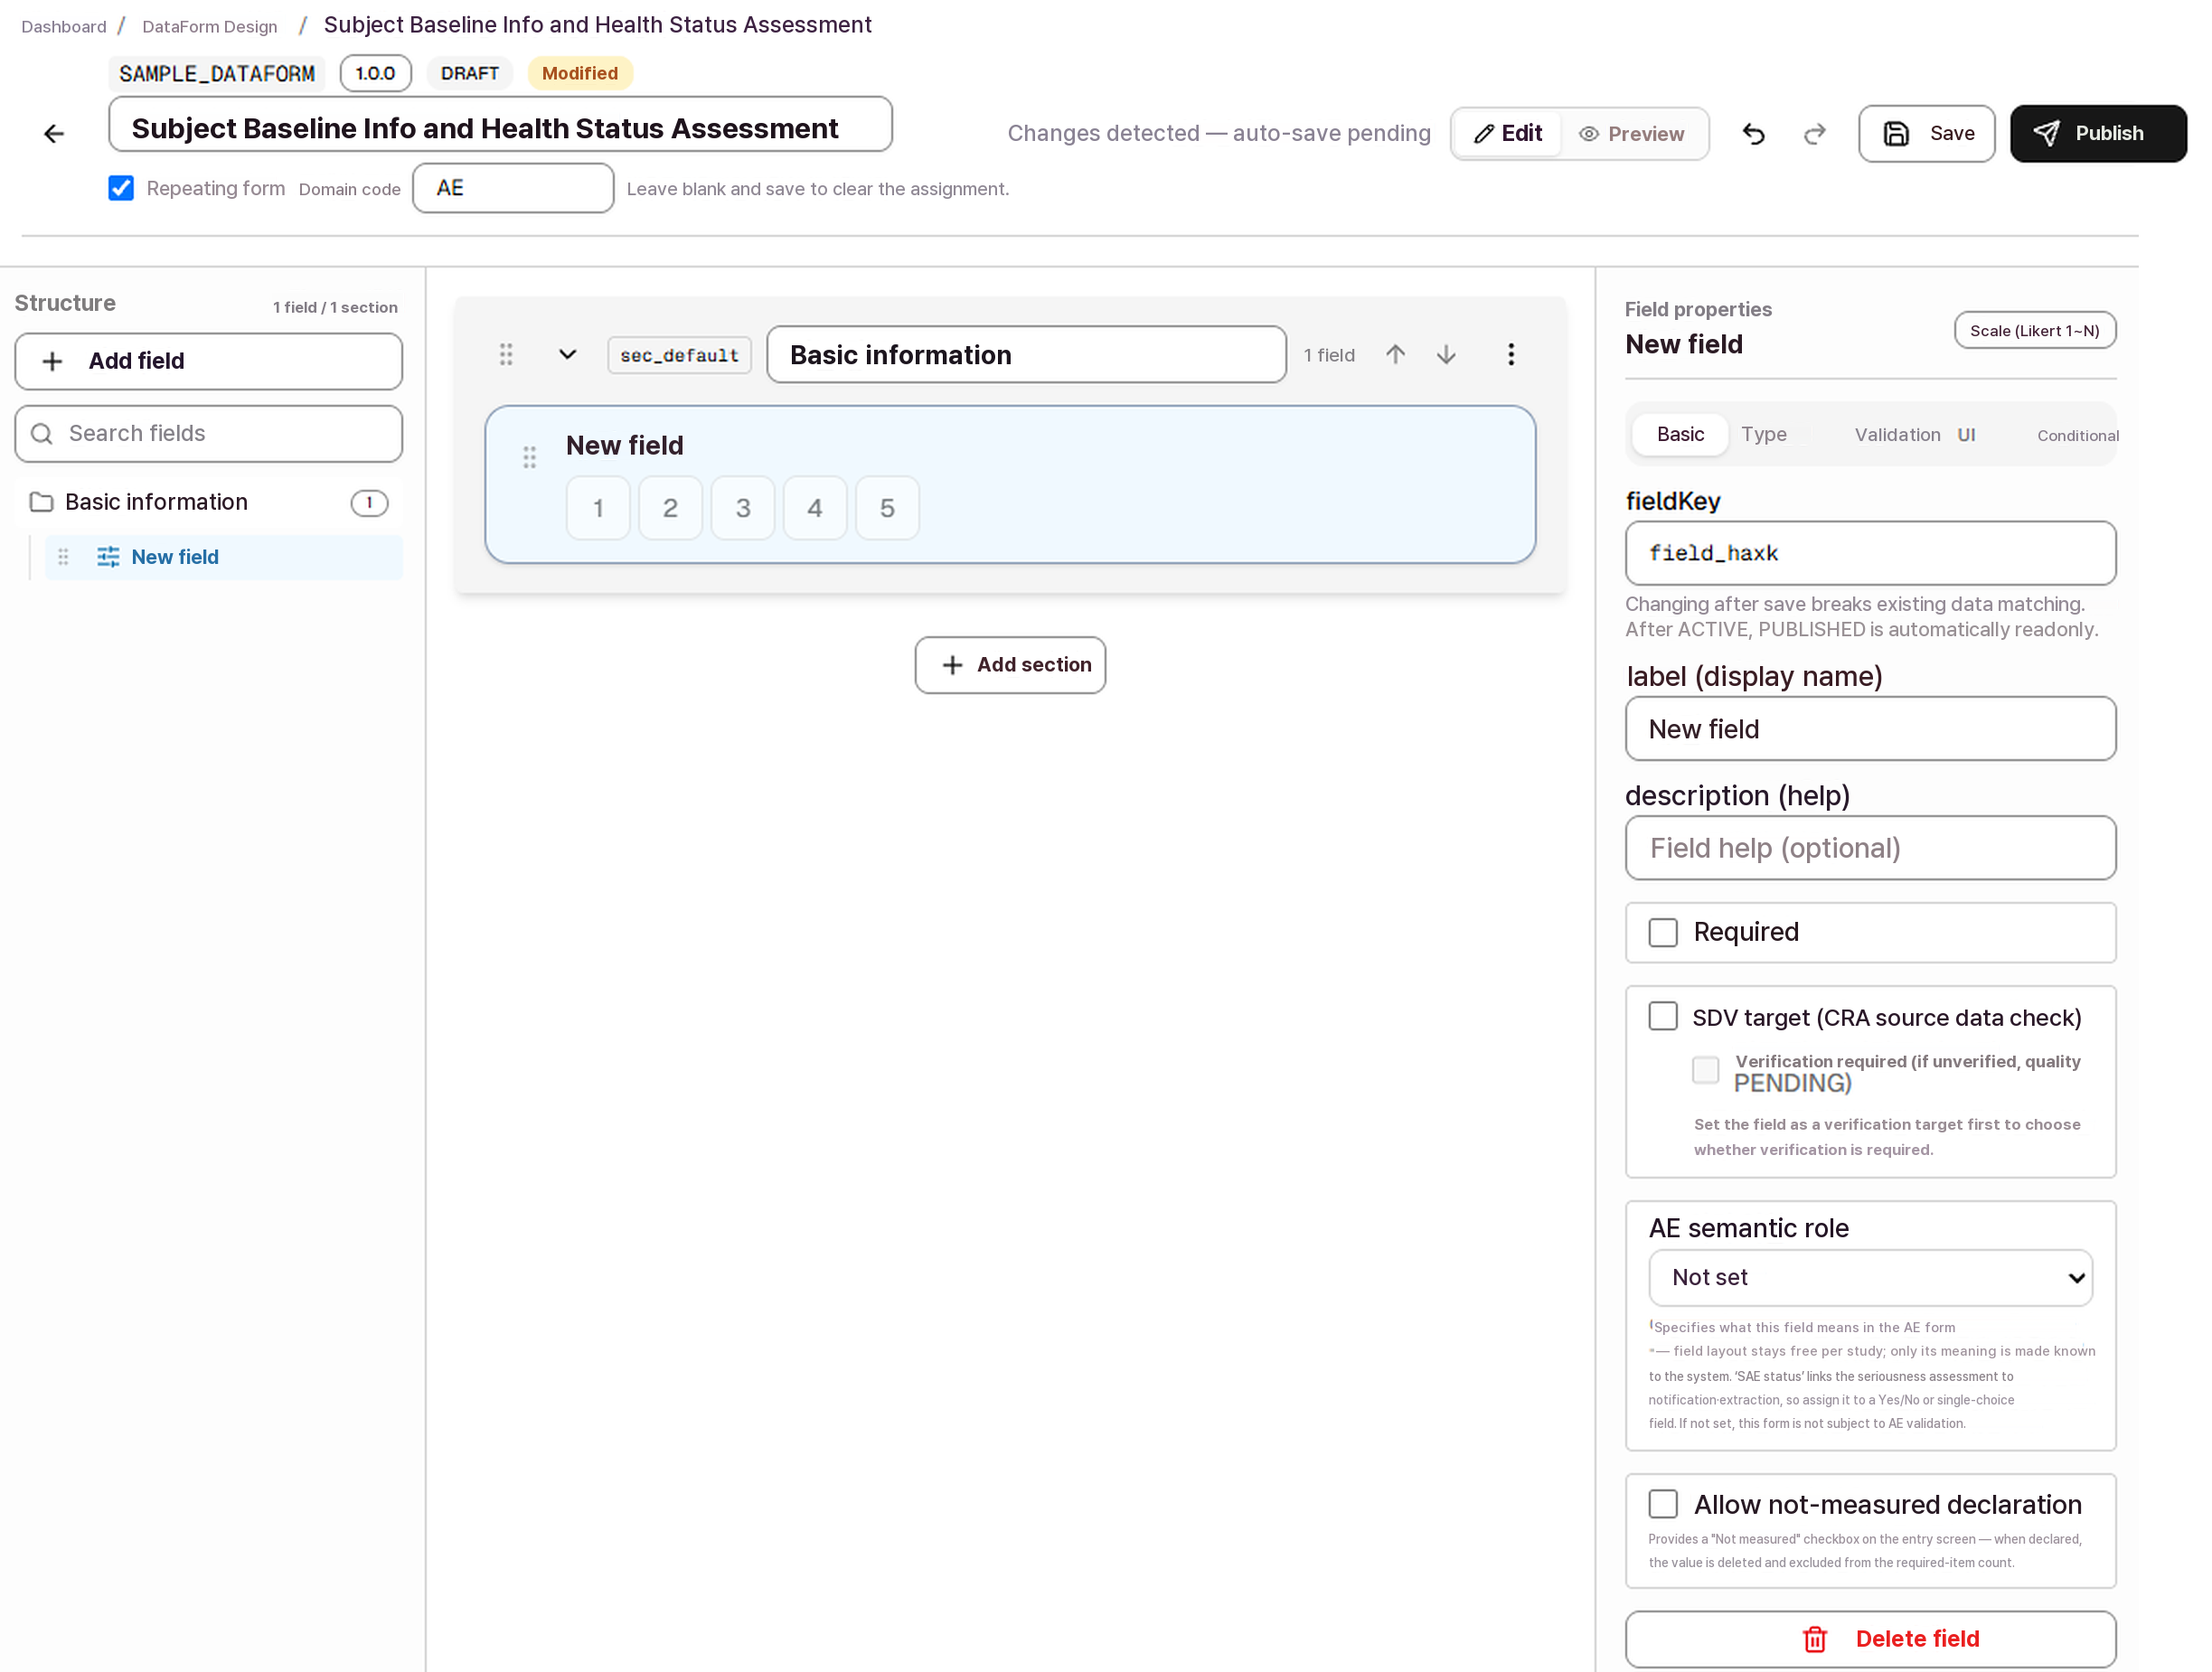 Dashboard / DataForm Design / Subject Baseline Info and Health Status Assessment
SAMPLE_DATAFORM 1.0.0 DRAFT Modified
Subject Baseline Info and Health Status Assessment
Changes detected — auto-save pending Edit Preview Save Publish
Repeating form Domain code AE Leave blank and save to clear the assignment.
Structure 1 field / 1 section
Add field
Search fields
Basic information 1
New field
sec_default Basic information 1 field
New field
1 2 3 4 5
Add section
Field properties
New field Scale (Likert 1~N)
Basic Type Validation UI Conditional
fieldKey
field_haxk
Changing after save breaks existing data matching.
After ACTIVE, PUBLISHED is automatically readonly.
label (display name)
New field
description (help)
Field help (optional)
Required
SDV target (CRA source data check)
Verification required (if unverified, quality
PENDING)
Set the field as a verification target first to choose
whether verification is required.
AE semantic role
Not set
Specifies what this field means in the AE form
— field layout stays free per study; only its meaning is made known
to the system. 'SAE status' links the seriousness assessment to
notification·extraction, so assign it to a Yes/No or single-choice
field. If not set, this form is not subject to AE validation.
Allow not-measured declaration
Provides a "Not measured" checkbox on the entry screen — when declared,
the value is deleted and excluded from the required-item count.
Delete field